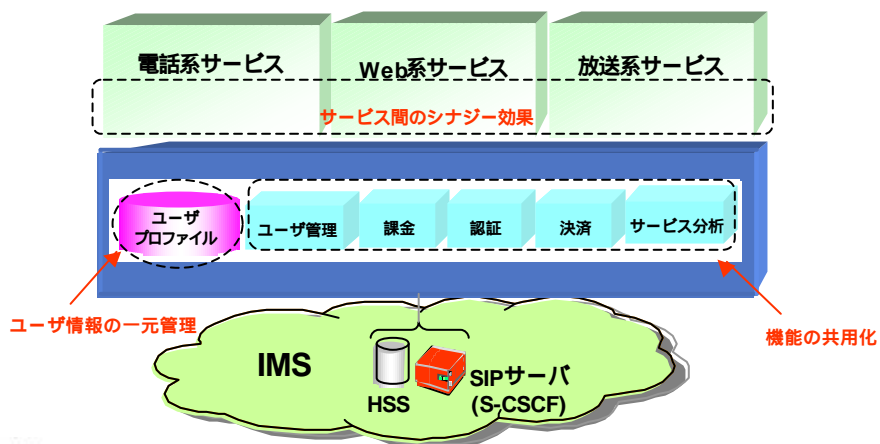 電話系サービス
Web系サービス
放送系サービス
サービス間のシナジー効果
ユーザ
プロファイル
ユーザ管理
課金
認証
決済
サービス分析
ユーザ情報の一元管理
機能の共用化
IMS
HSS
SIPサーバ
(S-CSCF)